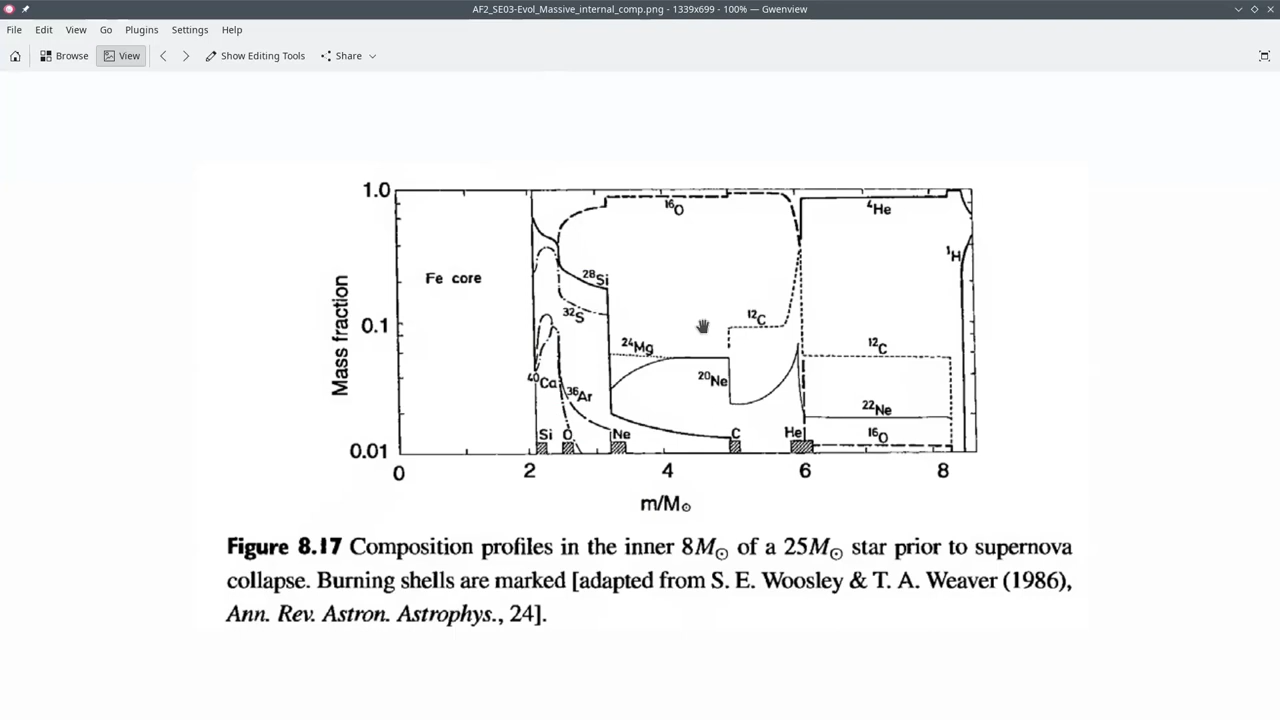 AF2_SE03-Evol_Massive_internal_comp.png - 1339x699 - 100% — Gwenview
File Edit View Go Plugins Settings Help
Browse View Show Editing Tools Share
1.0
0.1
0.01
Mass fraction
Fe core
¹⁶O
⁴He
¹H
²⁸Si
³²S
¹²C
²⁴Mg
²⁰Ne
¹²C
⁴⁰Ca
³⁶Ar
²²Ne
¹⁶O
Si O Ne C He
0 2 4 6 8
m/M⊙
Figure 8.17 Composition profiles in the inner 8M⊙ of a 25M⊙ star prior to supernova
collapse. Burning shells are marked [adapted from S. E. Woosley & T. A. Weaver (1986),
Ann. Rev. Astron. Astrophys., 24].